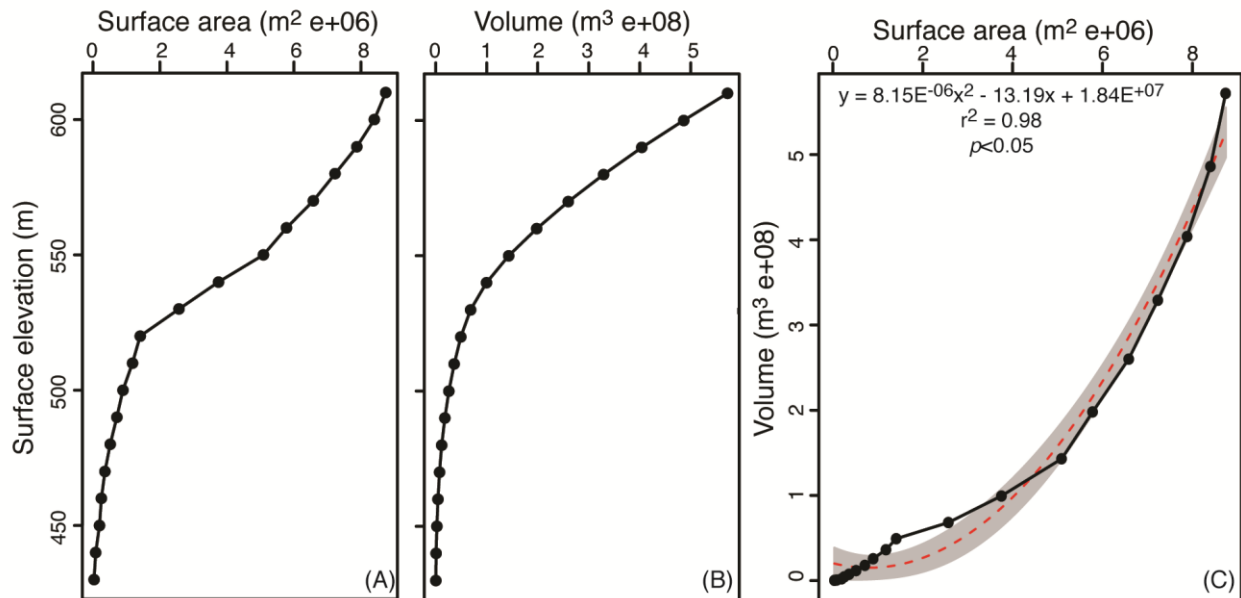 Surface area (m² e+06)
0 2 4 6 8
Surface elevation (m)
600
550
500
450
(A)
Volume (m³ e+08)
0 1 2 3 4 5
(B)
Surface area (m² e+06)
0 2 4 6 8
y = 8.15E⁻⁰⁶x² - 13.19x + 1.84E⁺⁰⁷
r² = 0.98
p<0.05
Volume (m³ e+08)
5
4
3
2
1
0
(C)